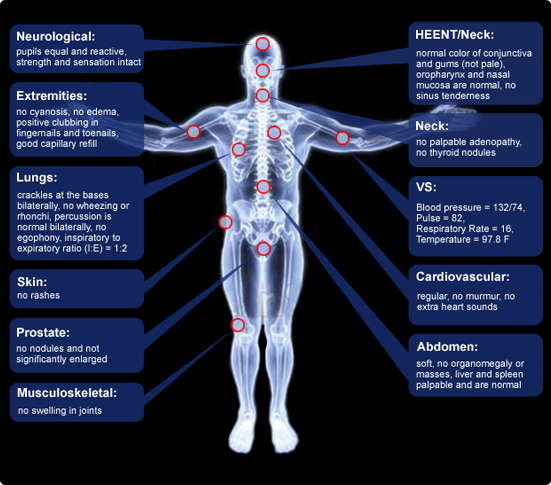 Neurological:
pupils equal and reactive,
strength and sensation intact
Extremities:
no cyanosis, no edema,
positive clubbing in
fingernails and toenails,
good capillary refill
Lungs:
crackles at the bases
bilaterally, no wheezing or
rhonchi, percussion is
normal bilaterally, no
egophony, inspiratory to
expiratory ratio (I:E) = 1:2
Skin:
no rashes
Prostate:
no nodules and not
significantly enlarged
Musculoskeletal:
no swelling in joints
HEENT/Neck:
normal color of conjunctiva
and gums (not pale),
oropharynx and nasal
mucosa are normal, no
sinus tenderness
Neck:
no palpable adenopathy,
no thyroid nodules
VS:
Blood pressure = 132/74,
Pulse = 82,
Respiratory Rate = 16,
Temperature = 97.8 F
Cardiovascular:
regular, no murmur, no
extra heart sounds
Abdomen:
soft, no organomegaly or
masses, liver and spleen
palpable and are normal